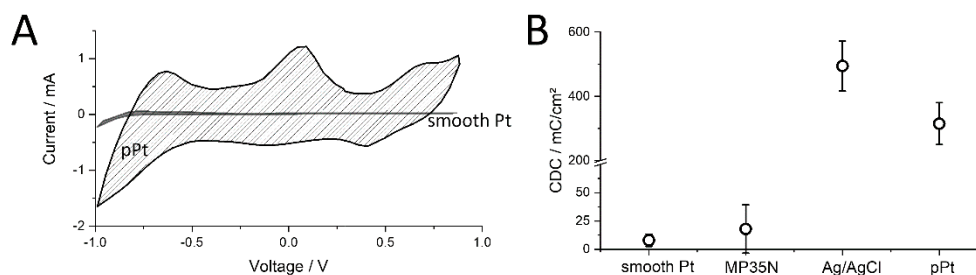 A
Current / mA
1
0
-1
-2
pPt
smooth Pt
-1.0
-0.5
0.0
0.5
1.0
Voltage / V
B
CDC / mC/cm²
600
400
200
50
25
0
smooth Pt
MP35N
Ag/AgCl
pPt